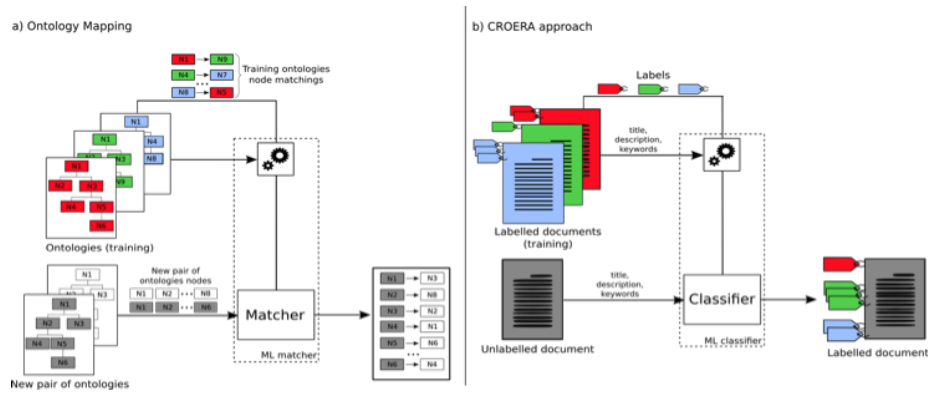 a) Ontology Mapping
N1 N9
N4 N7
...
N8 N5
Training ontologies
node matchings
N1
N4
N8
N1
N3
N9
N1
N2 N3
N4 N5
N6
Ontologies (training)
N1
N3
N1
N2 N3
N4 N5
N6
New pair of ontologies
New pair of
ontologies nodes
N1 N2 ... N8
N1 N2 ... N6
Matcher
ML matcher
N1 N3
N2 N8
N3 N2
N4 N1
N5 N6
...
N6 N4
b) CROERA approach
Labels
title,
description,
keywords
Labelled documents
(training)
title,
description,
keywords
Unlabelled document
Classifier
ML classifier
Labelled document